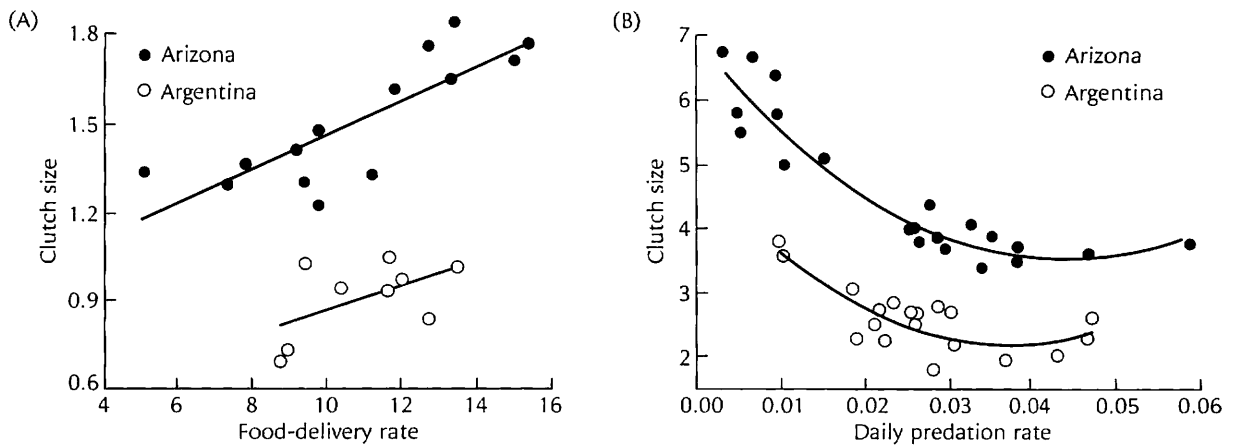 (A)
1.8
1.5
1.2
0.9
0.6
Clutch size
Arizona
Argentina
4 6 8 10 12 14 16
Food-delivery rate
(B)
7
6
5
4
3
2
Clutch size
Arizona
Argentina
0.00 0.01 0.02 0.03 0.04 0.05 0.06
Daily predation rate